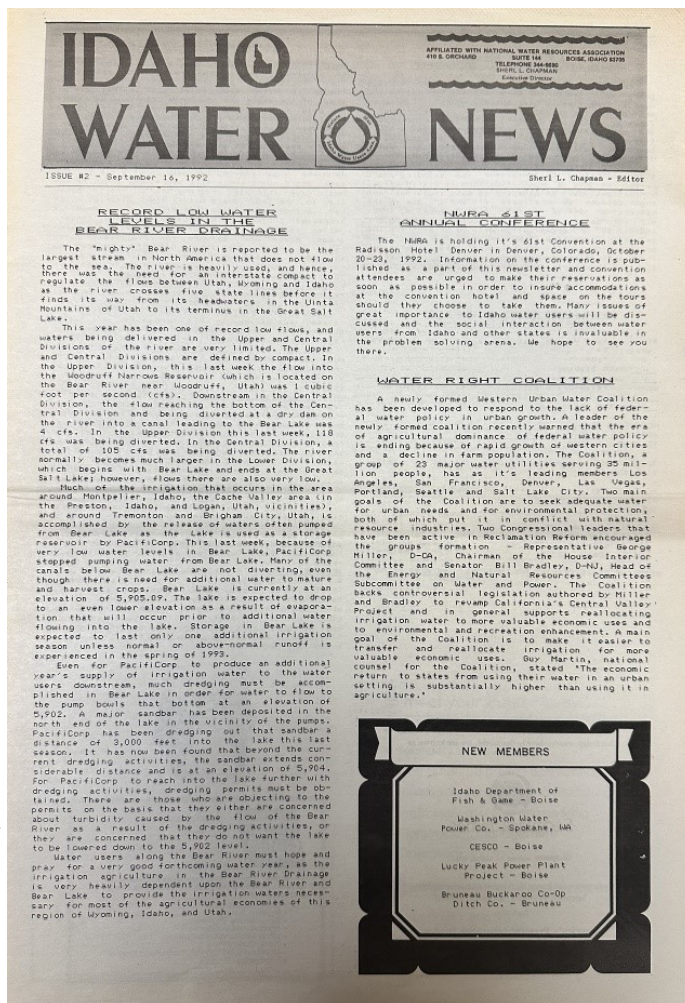 IDAHO
WATER
NEWS
AFFILIATED WITH NATIONAL WATER RESOURCES ASSOCIATION
410 S. ORCHARD SUITE 144 BOISE, IDAHO 83705
TELEPHONE 344-6690
SHERL L. CHAPMAN
Executive Director
ISSUE #2 - September 16, 1992
Sherl L. Chapman - Editor
RECORD LOW WATER
LEVELS IN THE
BEAR RIVER DRAINAGE
The "mighty" Bear River is reported to be the
largest stream in North America that does not flow
to the sea. The river is heavily used, and hence,
there was the need for an interstate compact to
regulate the flows between Utah, Wyoming and Idaho
as the river crosses five state lines before it
finds its way from its headwaters in the Uinta
Mountains of Utah to its terminus in the Great Salt
Lake.
This year has been one of record low flows, and
waters being delivered in the Upper and Central
Divisions of the river are very limited. The Upper
and Central Divisions are defined by compact. In
the Upper Division, this last week the flow into
the Woodruff Narrows Reservoir (which is located on
the Bear River near Woodruff, Utah) was 1 cubic
foot per second (cfs). Downstream in the Central
Division, the flow reaching the bottom of the Cen-
tral Division and being diverted at a dry dam on
the river into a canal leading to the Bear Lake was
4 cfs. In the Upper Division this last week, 118
cfs was being diverted. In the Central Division, a
total of 105 cfs was being diverted. The river
normally becomes much larger in the Lower Division,
which begins with Bear Lake and ends at the Great
Salt Lake; however, flows there are also very low.
Much of the irrigation that occurs in the area
around Montpelier, Idaho, the Cache Valley area (in
the Preston, Idaho, and Logan, Utah, vicinities),
and around Tremonton and Brigham City, Utah, is
accomplished by the release of waters often pumped
from Bear Lake as the Lake is used as a storage
reservoir by PacifiCorp. This last week, because of
very low water levels in Bear Lake, PacifiCorp
stopped pumping water from Bear Lake. Many of the
canals below Bear Lake are not diverting, even
though there is need for additional water to mature
and harvest crops. Bear Lake is currently at an
elevation of 5,905.09. The lake is expected to drop
to an even lower elevation as a result of evapora-
tion that will occur prior to additional water
flowing into the lake. Storage in Bear Lake is
expected to last only one additional irrigation
season unless normal or above-normal runoff is
experienced in the spring of 1993.
Even for PacifiCorp to produce an additional
year's supply of irrigation water to the water
users downstream, much dredging must be accom-
plished in Bear Lake in order for water to flow to
the pump bowls that bottom at an elevation of
5,902. A major sandbar has been deposited in the
north end of the lake in the vicinity of the pumps.
PacifiCorp has been dredging out that sandbar a
distance of 3,000 feet into the lake this last
season. It has now been found that beyond the cur-
rent dredging activities, the sandbar extends con-
siderable distance and is at an elevation of 5,904.
For PacifiCorp to reach into the lake further with
dredging activities, dredging permits must be ob-
tained. There are those who are objecting to the
permits on the basis that they either are concerned
about turbidity caused by the flow of the Bear
River as a result of the dredging activities, or
they are concerned that they do not want the lake
to be lowered down to the 5,902 level.
Water users along the Bear River must hope and
pray for a very good forthcoming water year, as the
irrigation agriculture in the Bear River Drainage
is very heavily dependent upon the Bear River and
Bear Lake to provide the irrigation waters neces-
sary for most of the agricultural economies of this
region of Wyoming, Idaho, and Utah.
NWRA 61ST
ANNUAL CONFERENCE
The NWRA is holding it's 61st Convention at the
Radisson Hotel Denver in Denver, Colorado, October
20-23, 1992. Information on the conference is pub-
lished as a part of this newsletter and convention
attendees are urged to make their reservations as
soon as possible in order to insure accommodations
at the convention hotel and space on the tours
should they choose to take them. Many issues of
great importance to Idaho water users will be dis-
cussed and the social interaction between water
users from Idaho and other states is invaluable in
the problem solving arena. We hope to see you
there.
WATER RIGHT COALITION
A newly formed Western Urban Water Coalition
has been developed to respond to the lack of feder-
al water policy in urban growth. A leader of the
newly formed coalition recently warned that the era
of agricultural dominance of federal water policy
is ending because of rapid growth of western cities
and a decline in farm population. The Coalition, a
group of 23 major water utilities serving 35 mil-
lion people, has as it's leading members Los
Angeles, San Francisco, Denver, Las Vegas,
Portland, Seattle and Salt Lake City. Two main
goals of the Coalition are to seek adequate water
for urban needs and for environmental protection;
both of which put it in conflict with natural
resource industries. Two Congressional leaders that
have been active in Reclamation Reform encouraged
the groups formation - Representative George
Miller, D-CA, Chairman of the House Interior
Committee and Senator Bill Bradley, D-NJ, Head of
the Energy and Natural Resources Committees
Subcommittee on Water and Power. The Coalition
backs controversial legislation authored by Miller
and Bradley to revamp California's Central Valley
Project and in general supports reallocating
irrigation water to more valuable economic uses and
to environmental and recreation enhancement. A main
goal of the Coalition is to make it easier to
transfer and reallocate irrigation for more
valuable economic uses. Guy Martin, national
counsel for the Coalition, stated "The economic
return to states from using their water in an urban
setting is substantially higher than using it in
agriculture."
NEW MEMBERS
Idaho Department of
Fish & Game - Boise
Washington Water
Power Co. - Spokane, WA
CESCO - Boise
Lucky Peak Power Plant
Project - Boise
Bruneau Buckaroo Co-Op
Ditch Co. - Bruneau